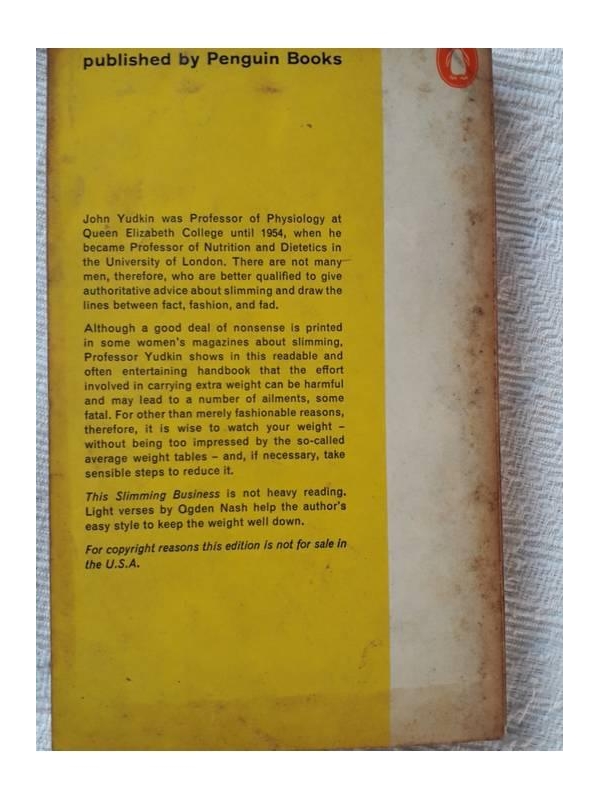 published by Penguin Books
John Yudkin was Professor of Physiology at
Queen Elizabeth College until 1954, when he
became Professor of Nutrition and Dietetics in
the University of London. There are not many
men, therefore, who are better qualified to give
authoritative advice about slimming and draw the
lines between fact, fashion, and fad.
Although a good deal of nonsense is printed
in some women's magazines about slimming,
Professor Yudkin shows in this readable and
often entertaining handbook that the effort
involved in carrying extra weight can be harmful
and may lead to a number of ailments, some
fatal. For other than merely fashionable reasons,
therefore, it is wise to watch your weight –
without being too impressed by the so-called
average weight tables – and, if necessary, take
sensible steps to reduce it.
This Slimming Business is not heavy reading.
Light verses by Ogden Nash help the author's
easy style to keep the weight well down.
For copyright reasons this edition is not for sale in
the U.S.A.